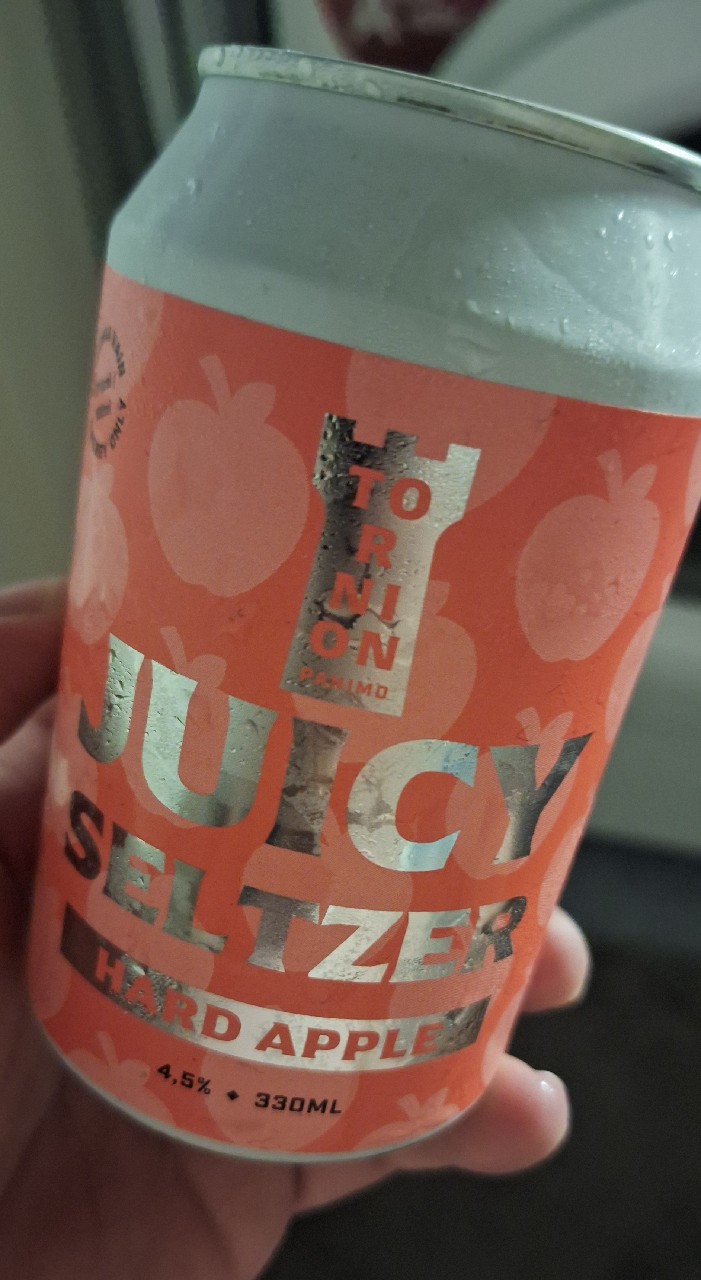 TO
R
NI
ON
PANIMO
JUICY
SELTZER
HARD APPLE
4,5% ✦ 330ML